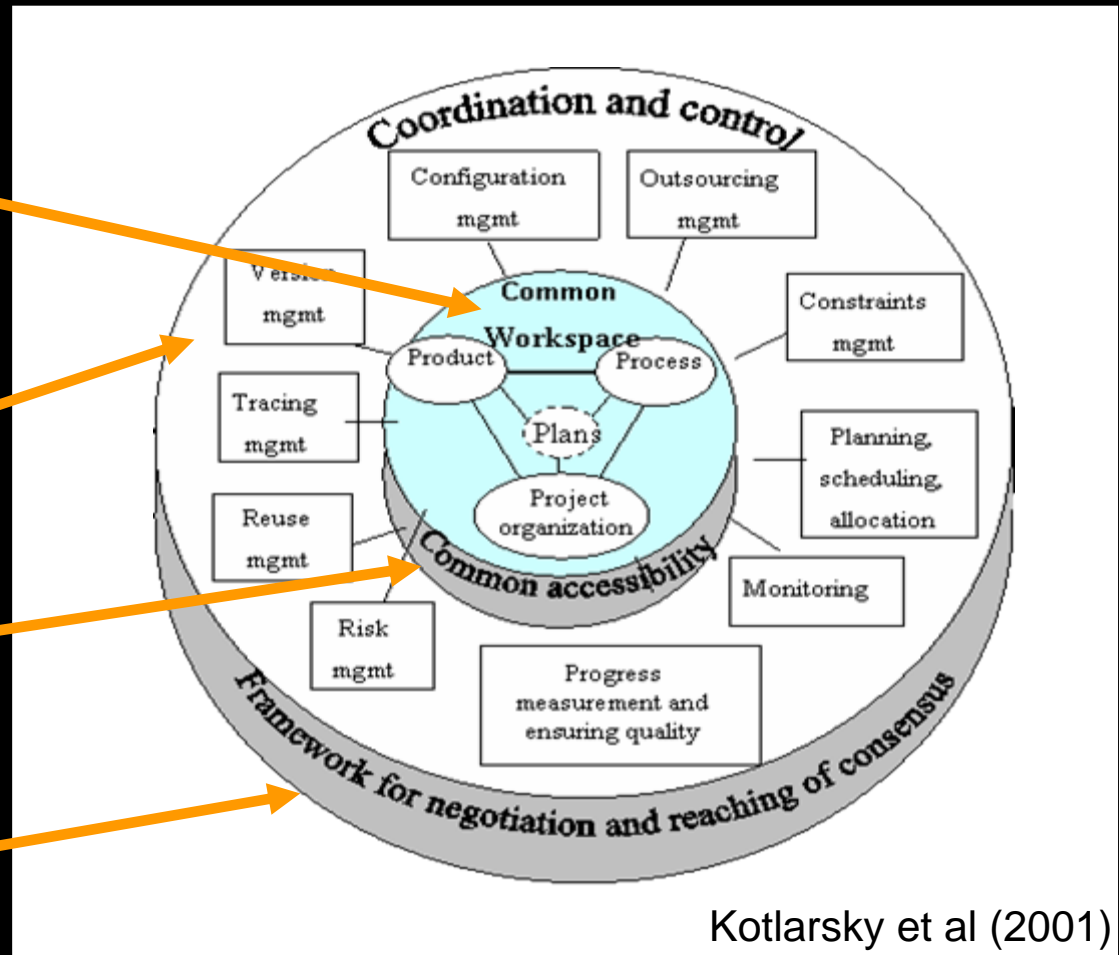 Coordination and control
Configuration
mgmt
Outsourcing
mgmt
Version
mgmt
Common
Workspace
Constraints
mgmt
Product
Process
Tracing
mgmt
Plans
Planning,
scheduling,
allocation
Project
organization
Reuse
mgmt
Common accessibility
Monitoring
Risk
mgmt
Progress
measurement and
ensuring quality
Framework for negotiation and reaching of consensus
Kotlarsky et al (2001)